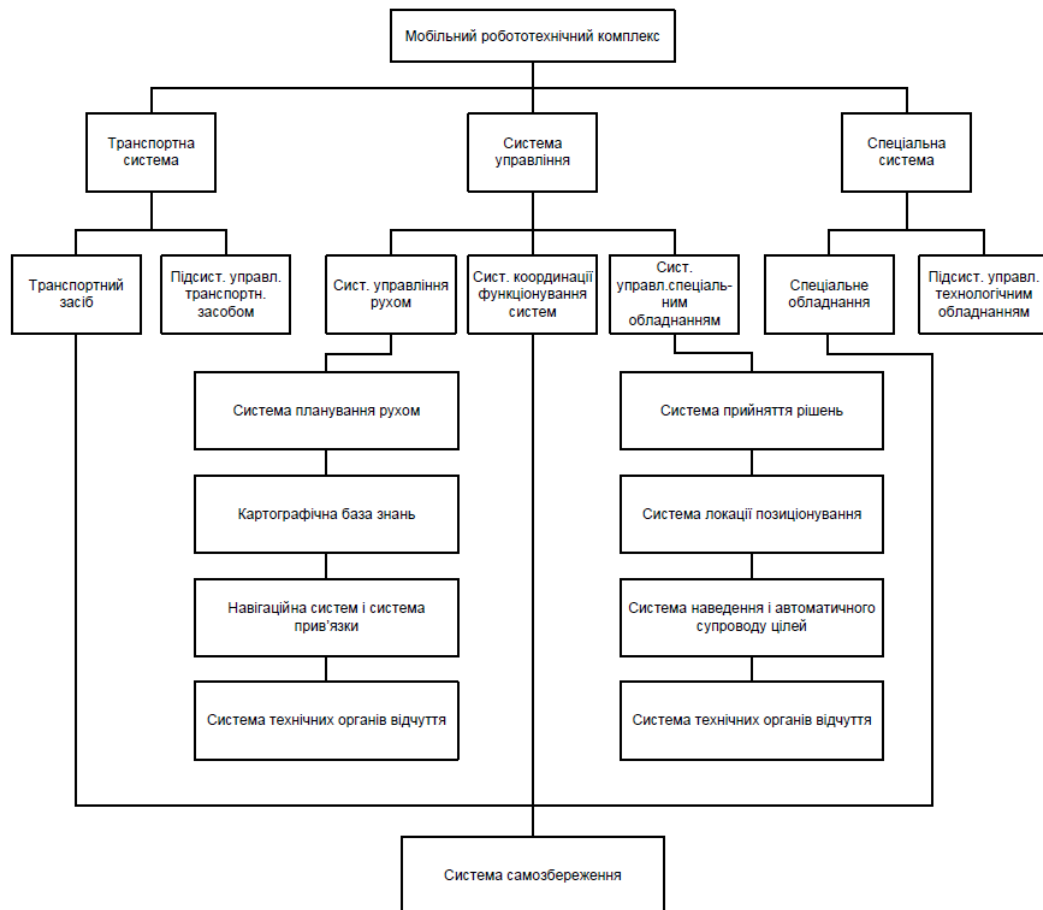 Мобільний робототехнічний комплекс
Транспортна
система
Система
управління
Спеціальна
система
Транспортний
засіб
Підсист. управл.
транспортн.
засобом
Сист. управління
рухом
Сист. координації
функціонування
систем
Сист.
управл.спеціаль-
ним
обладнанням
Спеціальне
обладнання
Підсист. управл.
технологічним
обладнанням
Система планування рухом
Система прийняття рішень
Картографічна база знань
Система локації позиціонування
Навігаційна систем і система
прив’язки
Система наведення і автоматичного
супроводу цілей
Система технічних органів відчуття
Система технічних органів відчуття
Система самозбереження